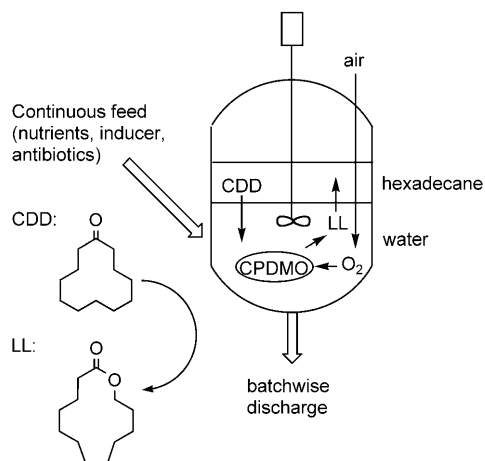 air
Continuous feed
(nutrients, inducer,
antibiotics)
CDD
hexadecane
LL
water
CPDMO
O2
CDD:
O
LL:
O
O
batchwise
discharge